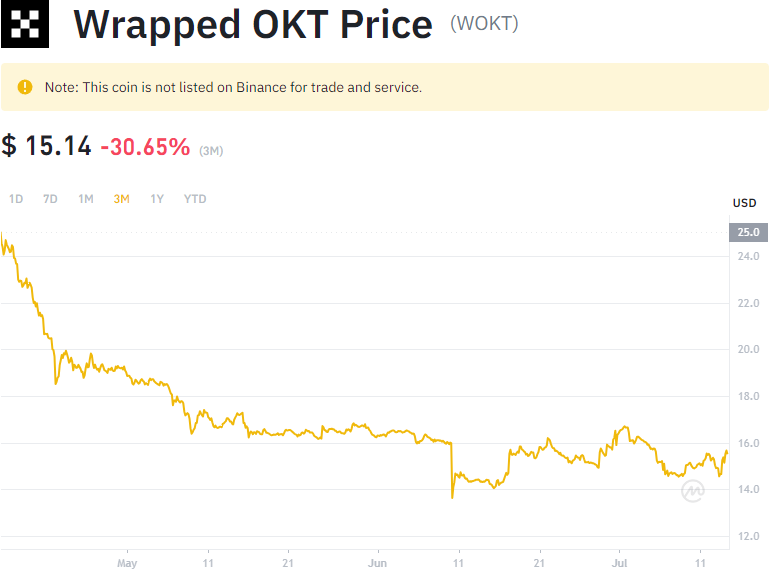 Wrapped OKT Price (WOKT)
Note: This coin is not listed on Binance for trade and service.
$ 15.14 -30.65% (3M)
1D 7D 1M 3M 1Y YTD
USD
25.0
24.0
22.0
20.0
18.0
16.0
14.0
12.0
May 11 21 Jun 11 21 Jul 11